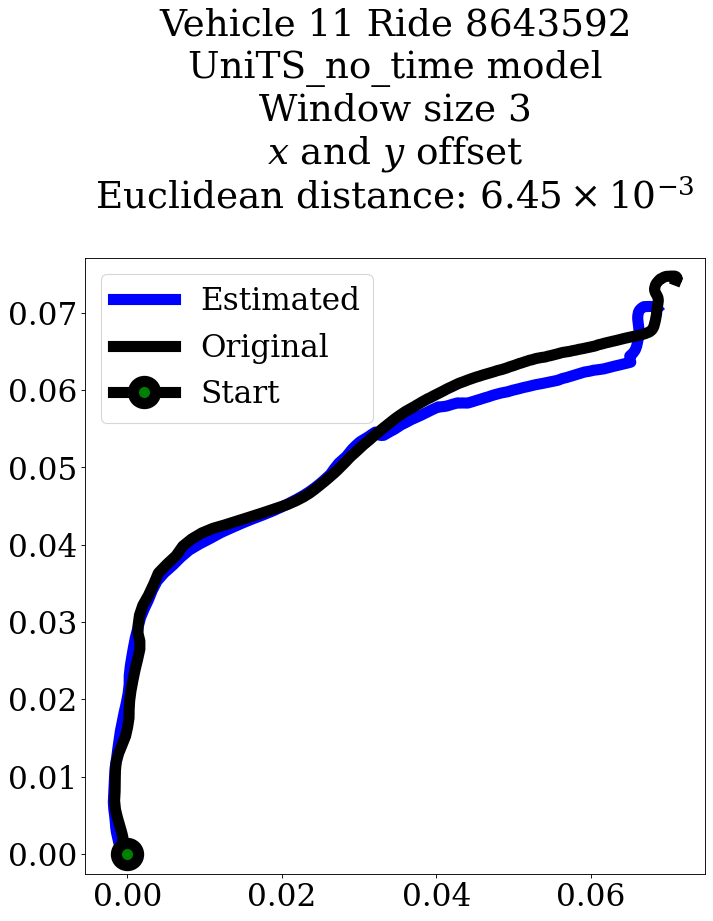 Vehicle 11 Ride 8643592
UniTS_no_time model
Window size 3
x and y offset
Euclidean distance: 6.45 × 10⁻³
Estimated
Original
Start
0.07
0.06
0.05
0.04
0.03
0.02
0.01
0.00
0.00 0.02 0.04 0.06